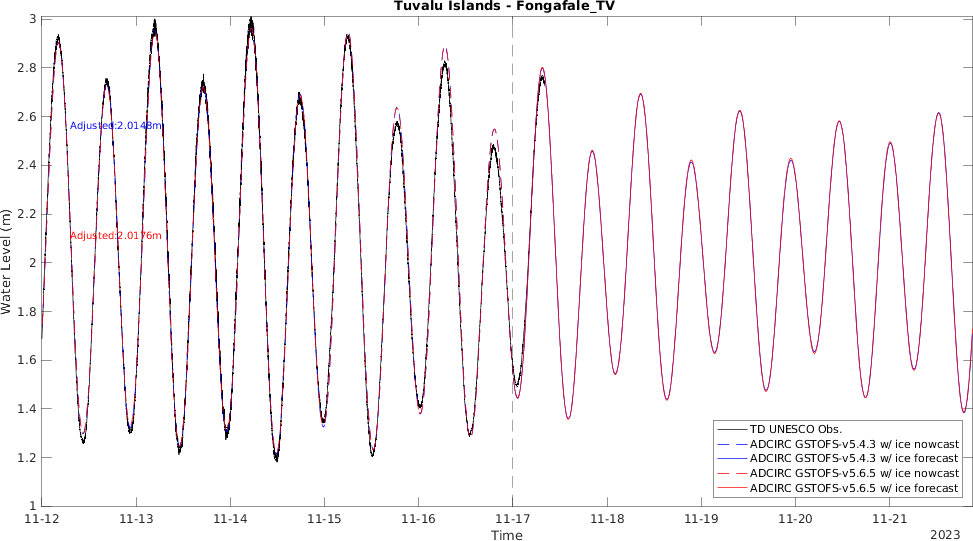 Tuvalu Islands - Fongafale_TV
3
2.8
2.6
2.4
2.2
2
1.8
1.6
1.4
1.2
1
Water Level (m)
Adjusted:2.0148m
Adjusted:2.0176m
TD UNESCO Obs.
ADCIRC GSTOFS-v5.4.3 w/ ice nowcast
ADCIRC GSTOFS-v5.4.3 w/ ice forecast
ADCIRC GSTOFS-v5.6.5 w/ ice nowcast
ADCIRC GSTOFS-v5.6.5 w/ ice forecast
11-12 11-13 11-14 11-15 11-16 11-17 11-18 11-19 11-20 11-21
Time
2023